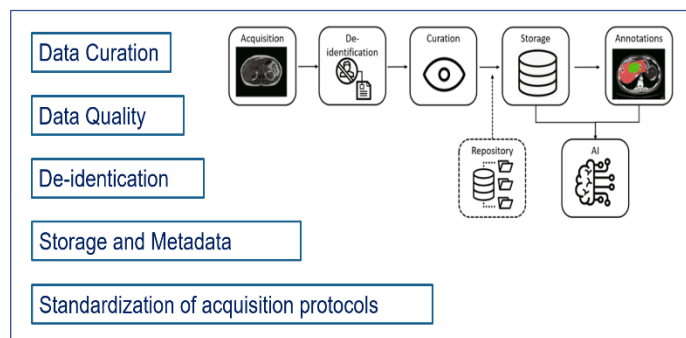 Data Curation
Data Quality
De-identication
Storage and Metadata
Standardization of acquisition protocols
Acquisition
De-
identification
Curation
Storage
Annotations
Repository
AI